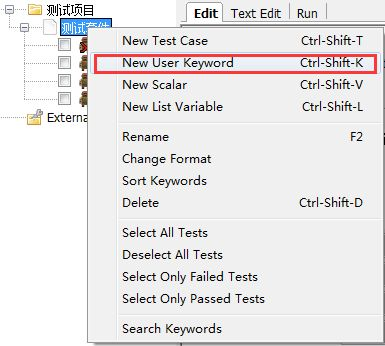 测试项目
Edit
Text Edit
Run
测试套件
New Test Case Ctrl-Shift-T
New User Keyword Ctrl-Shift-K
New Scalar Ctrl-Shift-V
New List Variable Ctrl-Shift-L
Externa
Rename F2
Change Format
Sort Keywords
Delete Ctrl-Shift-D
Select All Tests
Deselect All Tests
Select Only Failed Tests
Select Only Passed Tests
Search Keywords